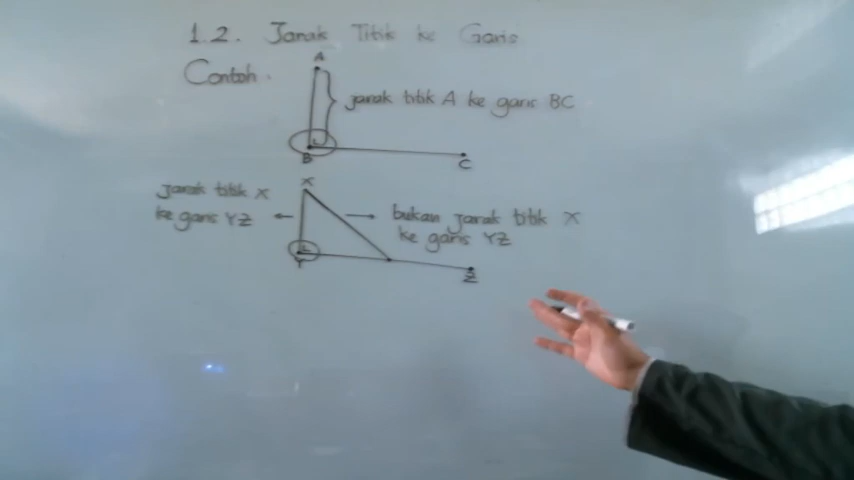 1.2. Jarak Titik ke Garis
Contoh.
A
jarak titik A ke garis BC
B
C
X
jarak titik X
ke garis YZ
bukan jarak titik X
ke garis YZ
Y
Z